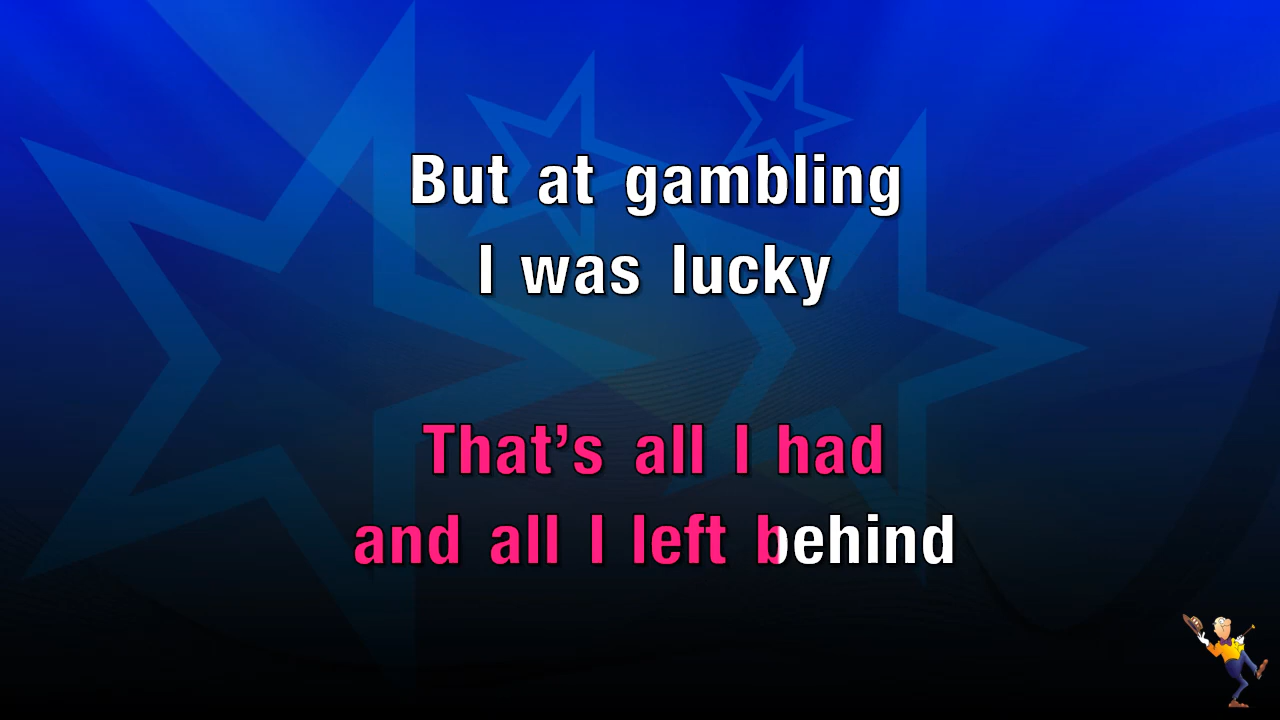 But at gambling
I was lucky
That’s all I had
and all I left behind